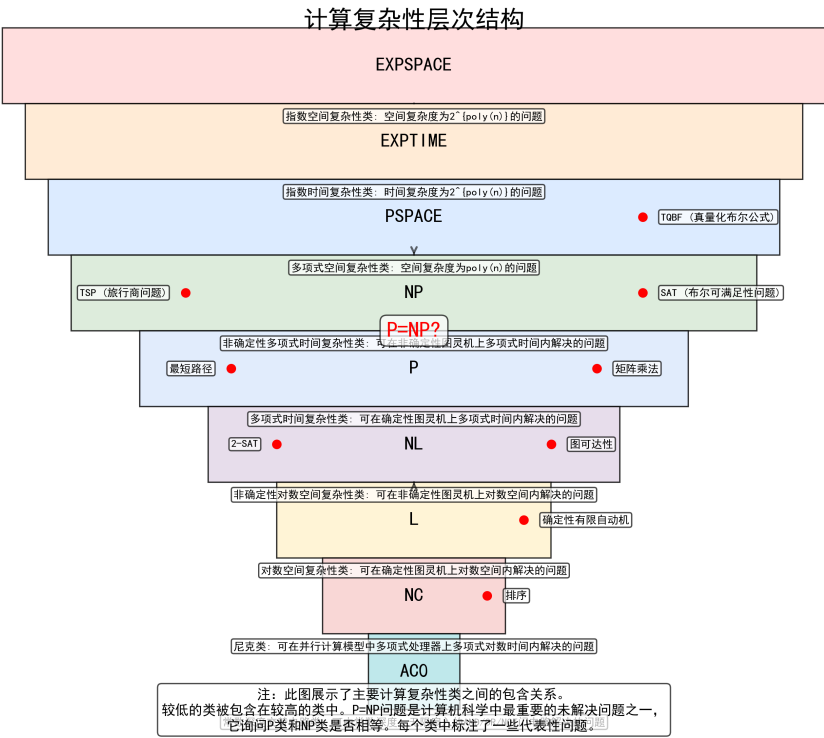 计算复杂性层次结构
EXPSPACE
指数空间复杂性类: 空间复杂度为2^{poly(n)}的问题
EXPTIME
指数时间复杂性类: 时间复杂度为2^{poly(n)}的问题
PSPACE
TQBF (真量化布尔公式)
多项式空间复杂性类: 空间复杂度为poly(n)的问题
TSP (旅行商问题)
NP
SAT (布尔可满足性问题)
P=NP?
非确定性多项式时间复杂性类: 可在非确定性图灵机上多项式时间内解决的问题
最短路径
P
矩阵乘法
多项式时间复杂性类: 可在确定性图灵机上多项式时间内解决的问题
2-SAT
NL
图可达性
非确定性对数空间复杂性类: 可在非确定性图灵机上对数空间内解决的问题
L
确定性有限自动机
对数空间复杂性类: 可在确定性图灵机上对数空间内解决的问题
NC
排序
尼克类: 可在并行计算模型中多项式处理器上多项式对数时间内解决的问题
AC0
注: 此图展示了主要计算复杂性类之间的包含关系。
较低的类被包含在较高的类中。P=NP问题是计算机科学中最重要的未解决问题之一,
它询问P类和NP类是否相等。每个类中标注了一些代表性问题。